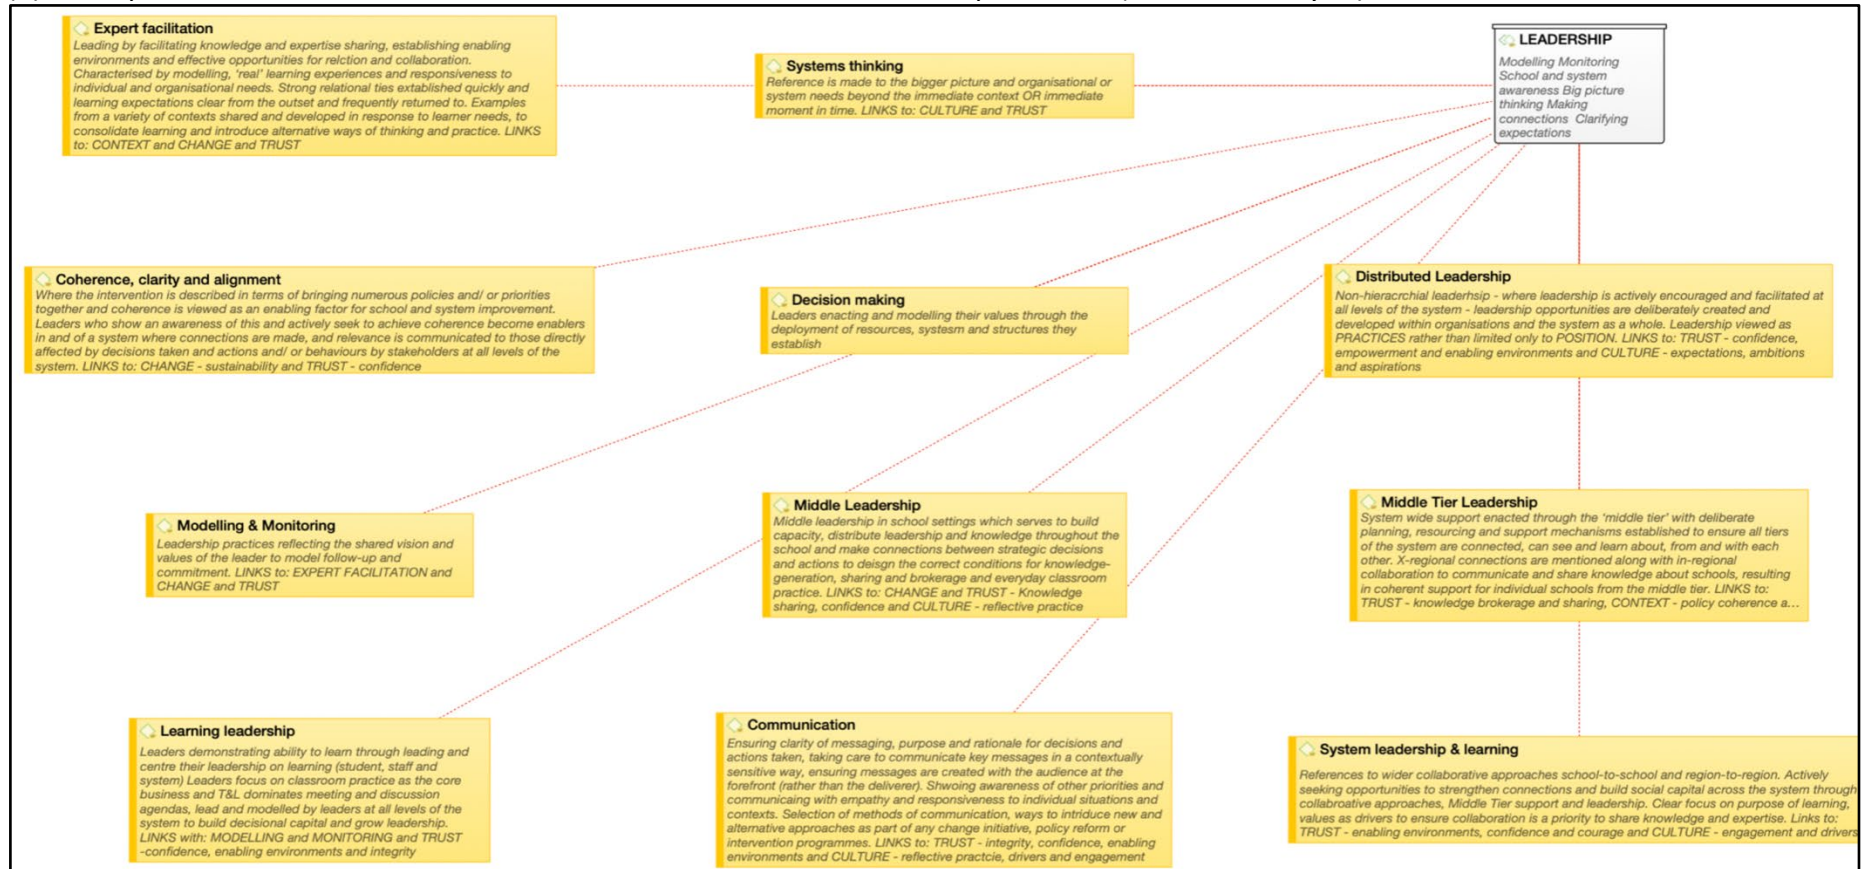 Expert facilitation
Leading by facilitating knowledge and expertise sharing, establishing enabling
environments and effective opportunities for relction and collaboration.
Characterised by modelling, 'real' learning experiences and responsiveness to
individual and organisational needs. Strong relational ties extablished quickly and
learning expectations clear from the outset and frequently returned to. Examples
from a variety of contexts shared and developed in response to learner needs, to
consolidate learning and introduce alternative ways of thinking and practice. LINKS
to: CONTEXT and CHANGE and TRUST
Systems thinking
Reference is made to the bigger picture and organisational or
system needs beyond the immediate context OR immediate
moment in time. LINKS to: CULTURE and TRUST
LEADERSHIP
Modelling Monitoring
School and system
awareness Big picture
thinking Making
connections Clarifying
expectations
Coherence, clarity and alignment
Where the intervention is described in terms of bringing numerous policies and/ or priorities
together and coherence is viewed as an enabling factor for school and system improvement.
Leaders who show an awareness of this and actively seek to achieve coherence become enablers
in and of a system where connections are made, and relevance is communicated to those directly
affected by decisions taken and actions and/ or behaviours by stakeholders at all levels of the
system. LINKS to: CHANGE - sustainability and TRUST - confidence
Decision making
Leaders enacting and modelling their values through the
deployment of resources, systesm and structures they
establish
Distributed Leadership
Non-hieracrchial leaderhsip - where leadership is actively encouraged and facilitated at
all levels of the system - leadership opportunities are deliberately created and
developed within organisations and the system as a whole. Leadership viewed as
PRACTICES rather than limited only to POSITION. LINKS to: TRUST - confidence,
empowerment and enabling environments and CULTURE - expectations, ambitions
and aspirations
Modelling & Monitoring
Leadership practices reflecting the shared vision and
values of the leader to model follow-up and
commitment. LINKS to: EXPERT FACILITATION and
CHANGE and TRUST
Middle Leadership
Middle leadership in school settings which serves to build
capacity, distribute leadership and knowledge throughout the
school and make connections between strategic decisions
and actions to deisgn the correct conditions for knowledge-
generation, sharing and brokerage and everyday classroom
practice. LINKS to: CHANGE and TRUST - Knowledge
sharing, confidence and CULTURE - reflective practice
Middle Tier Leadership
System wide support enacted through the 'middle tier' with deliberate
planning, resourcing and support mechanisms established to ensure all tiers
of the system are connected, can see and learn about, from and with each
other. X-regional connections are mentioned along with in-regional
collaboration to communicate and share knowledge about schools, resulting
in coherent support for individual schools from the middle tier. LINKS to:
TRUST - knowledge brokerage and sharing, CONTEXT - policy coherence a...
Learning leadership
Leaders demonstrating ability to learn through leading and
centre their leadership on learning (student, staff and
system) Leaders focus on classroom practice as the core
business and T&L dominates meeting and discussion
agendas, lead and modelled by leaders at all levels of the
system to build decisional capital and grow leadership.
LINKS with: MODELLING and MONITORING and TRUST
-confidence, enabling environments and integrity
Communication
Ensuring clarity of messaging, purpose and rationale for decisions and
actions taken, taking care to communicate key messages in a contextually
sensitive way, ensuring messages are created with the audience at the
forefront (rather than the deliverer). Shwoing awareness of other priorities and
communicaing with empathy and responsiveness to individual situations and
contexts. Selection of methods of communication, ways to intriduce new and
alternative approaches as part of any change initiative, policy reform or
intervention programmes. LINKS to: TRUST - integrity, confidence, enabling
environments and CULTURE - reflective practcie, drivers and engagement
System leadership & learning
References to wider collaborative approaches school-to-school and region-to-region. Actively
seeking opportunities to strengthen connections and build social capital across the system through
collabroative approaches, Middle Tier support and leadership. Clear focus on purpose of learning,
values as drivers to ensure collaboration is a priority to share knowledge and expertise. Links to:
TRUST - enabling environments, confidence and courage and CULTURE - engagement and drivers